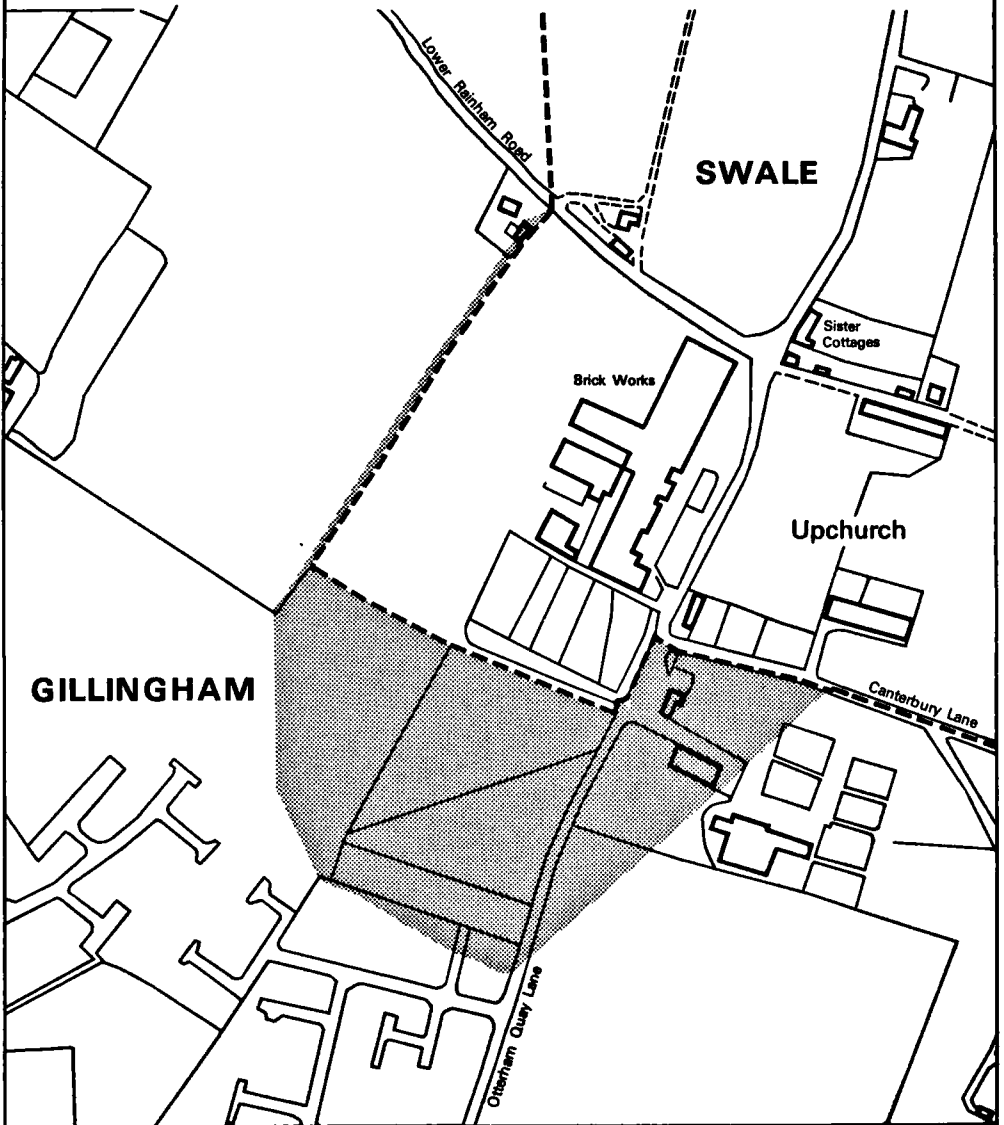 Lower Rainham Road
SWALE
Sister
Cottages
Brick Works
Upchurch
GILLINGHAM
Canterbury Lane
Otterham Quay Lane